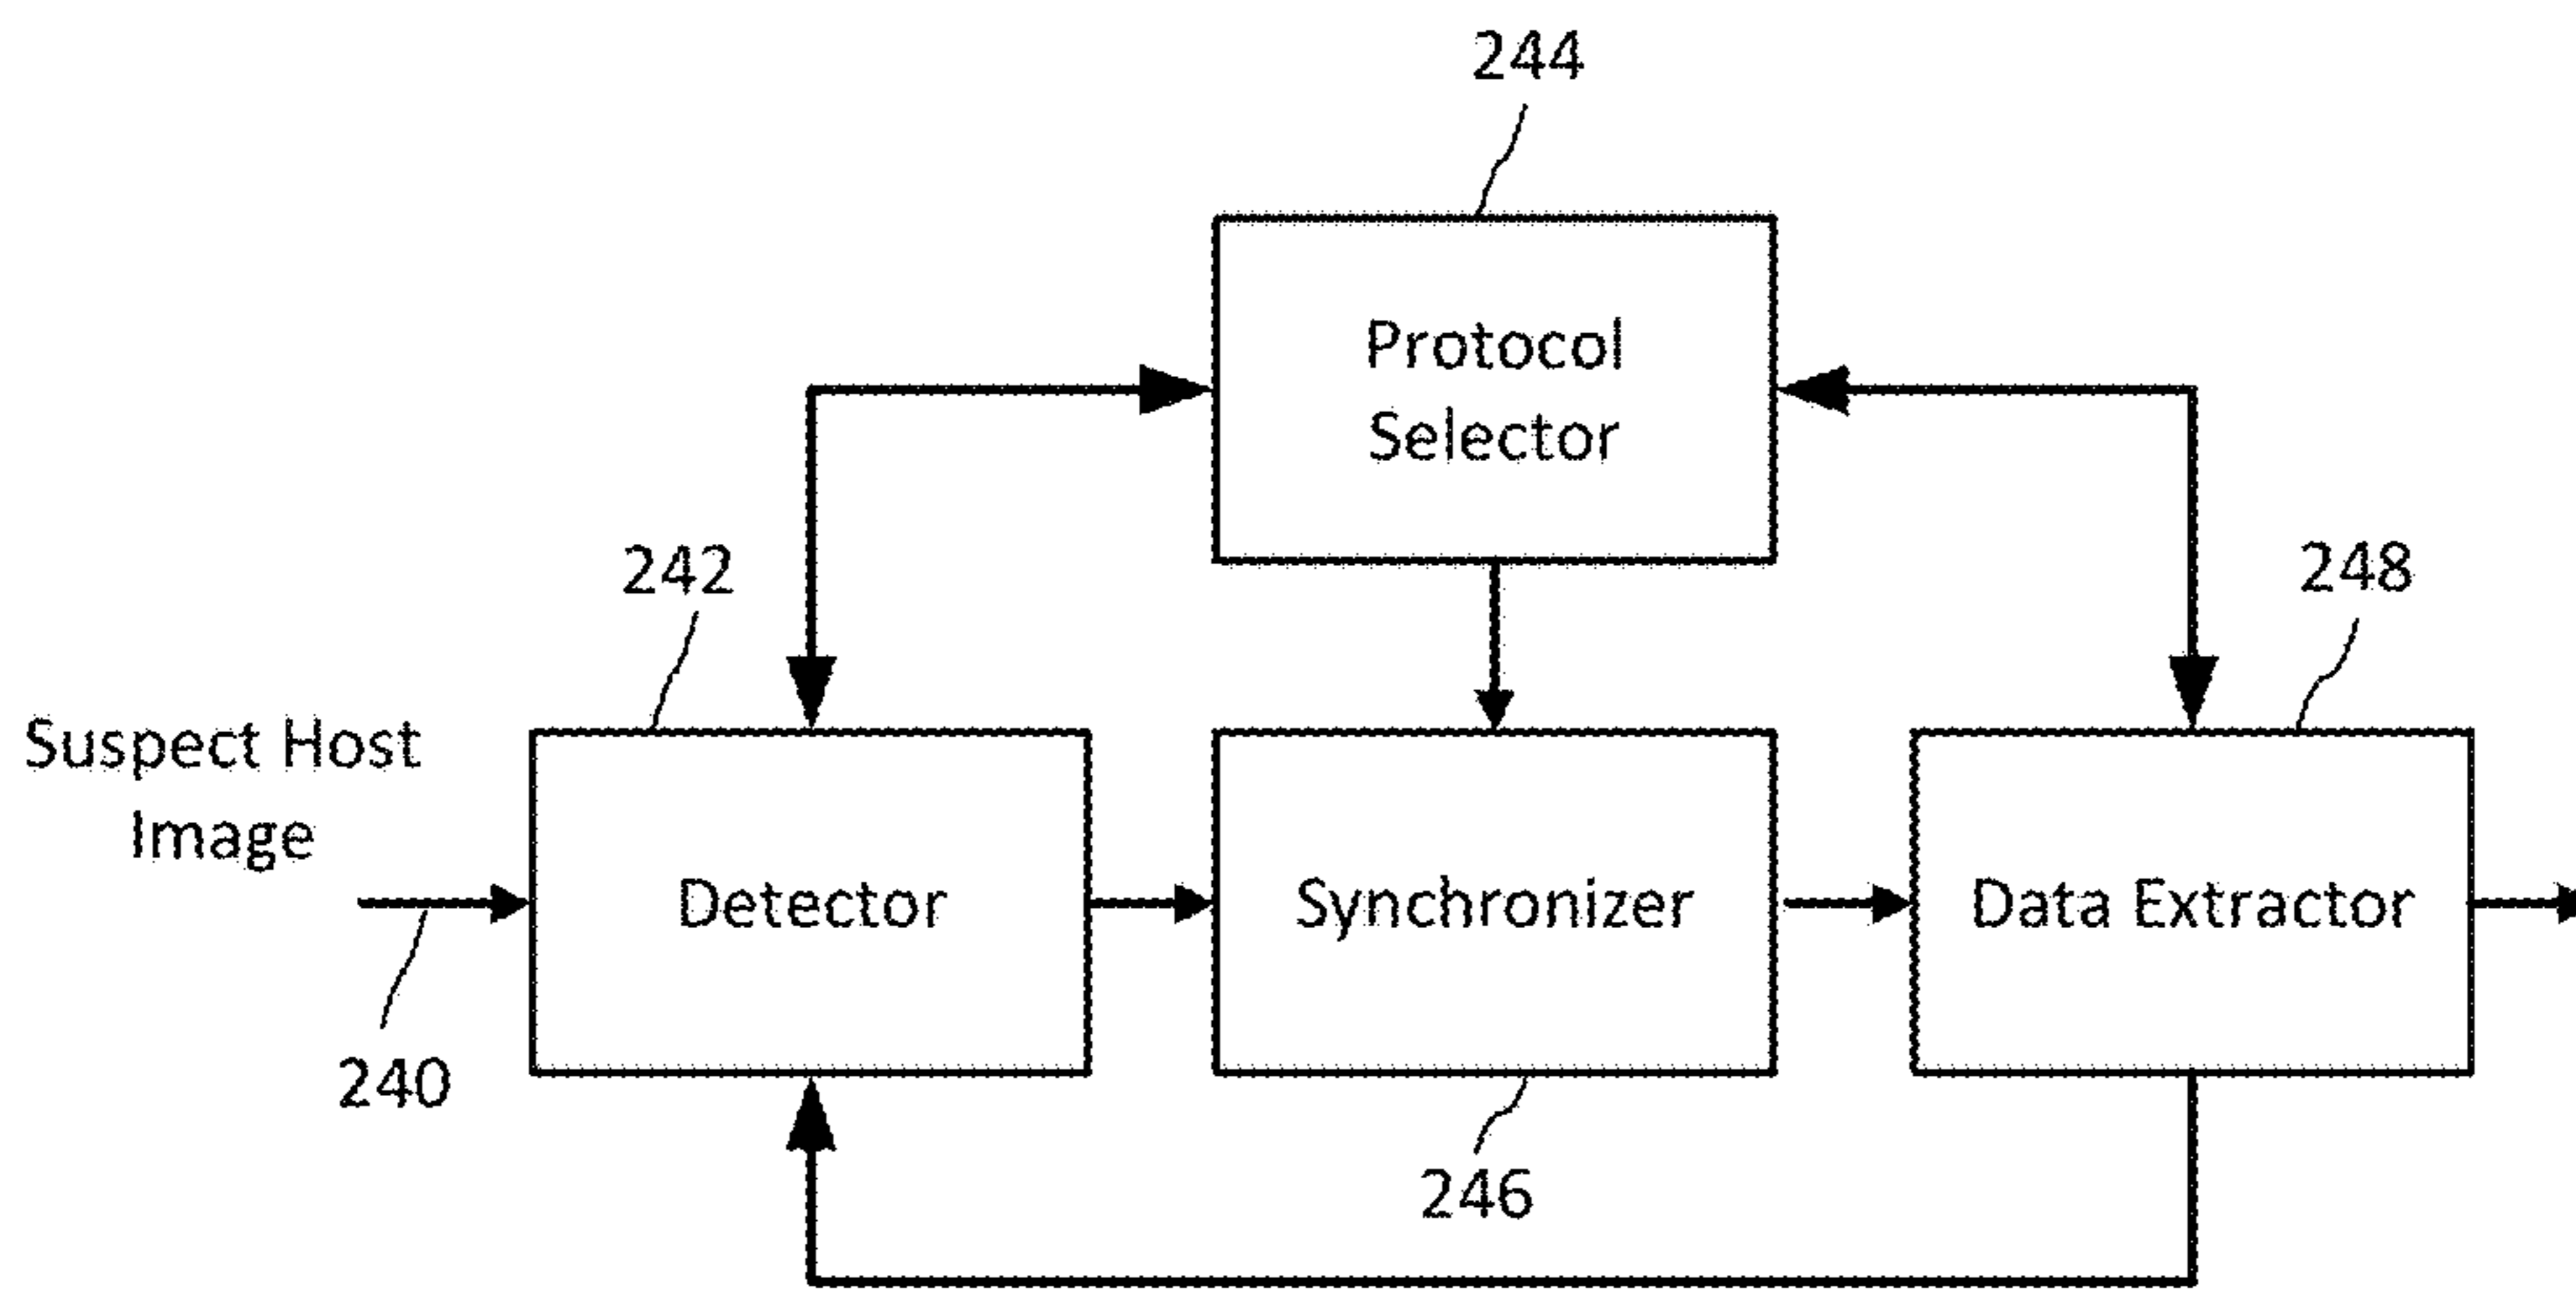 244
Protocol
Selector
242
248
Suspect Host
Image
Detector
Synchronizer
Data Extractor
240
246